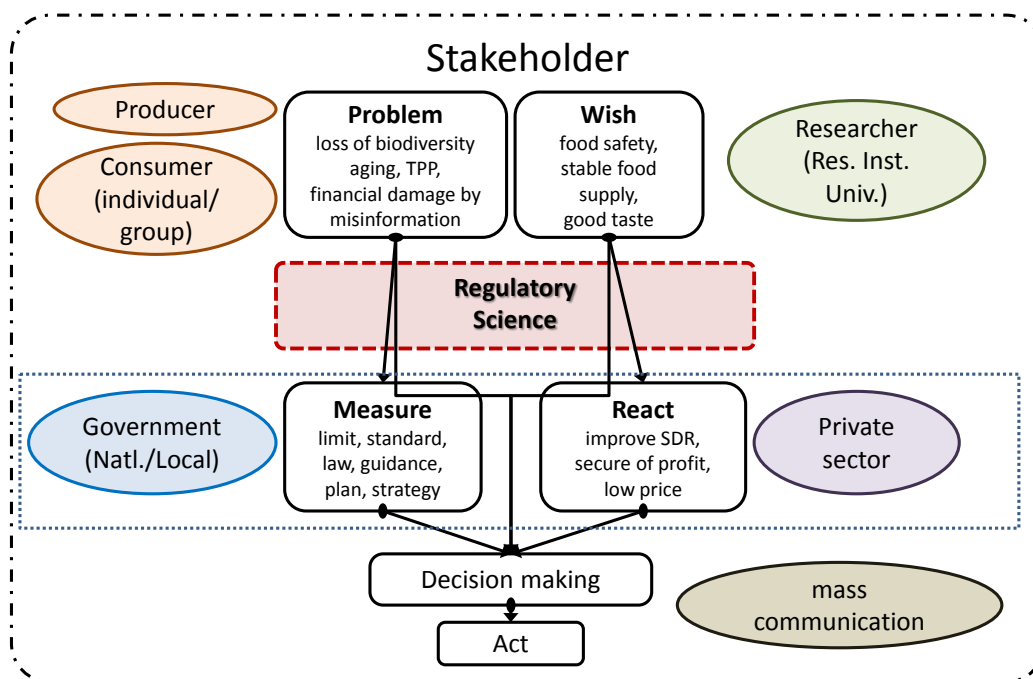 Stakeholder
Producer
Consumer
(individual/
group)
Problem
loss of biodiversity
aging, TPP,
financial damage by
misinformation
Wish
food safety,
stable food
supply,
good taste
Researcher
(Res. Inst.
Univ.)
Regulatory
Science
Government
(Natl./Local)
Measure
limit, standard,
law, guidance,
plan, strategy
React
improve SDR,
secure of profit,
low price
Private
sector
Decision making
mass
communication
Act